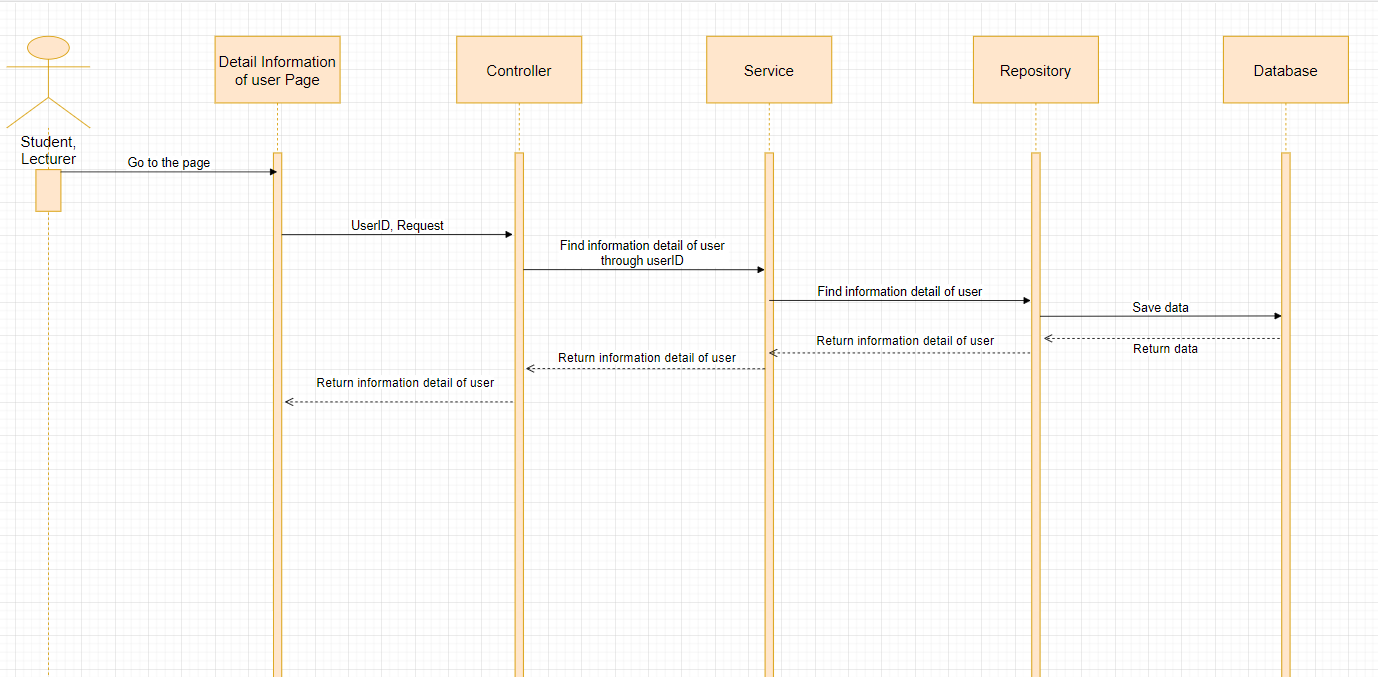 Detail Information
of user Page
Controller
Service
Repository
Database
Student,
Lecturer
Go to the page
UserID, Request
Find information detail of user
through userID
Find information detail of user
Save data
Return data
Return information detail of user
Return information detail of user
Return information detail of user